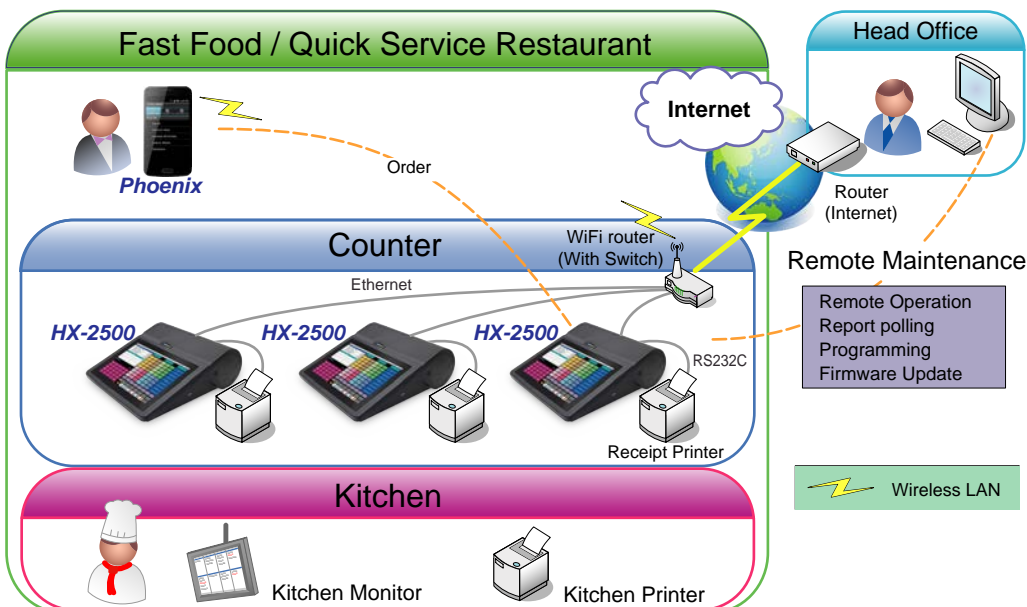 Fast Food / Quick Service Restaurant
Head Office
Internet
Phoenix
Order
Router
(Internet)
WiFi router
(With Switch)
Counter
Remote Maintenance
Ethernet
Remote Operation
Report polling
Programming
Firmware Update
HX-2500
HX-2500
HX-2500
RS232C
Receipt Printer
Wireless LAN
Kitchen
Kitchen Monitor
Kitchen Printer